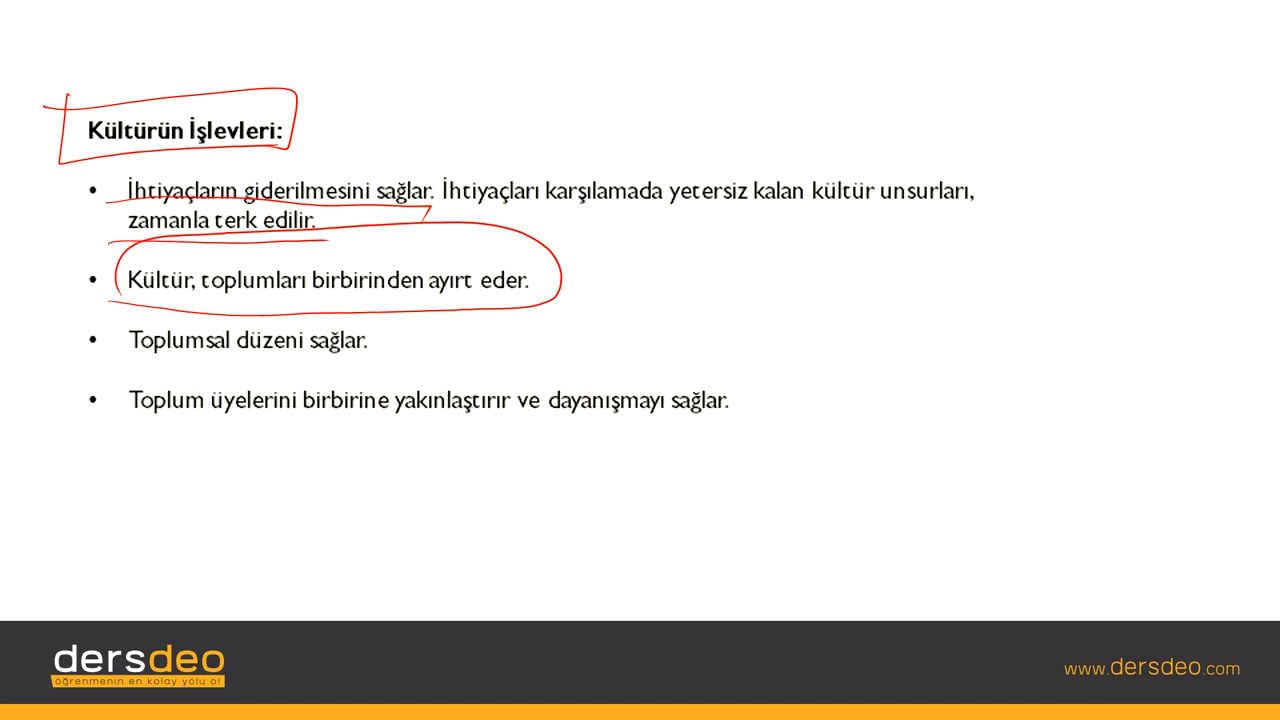 Kültürün İşlevleri:
• İhtiyaçların giderilmesini sağlar. İhtiyaçları karşılamada yetersiz kalan kültür unsurları,
zamanla terk edilir.
• Kültür, toplumları birbirinden ayırt eder.
• Toplumsal düzeni sağlar.
• Toplum üyelerini birbirine yakınlaştırır ve dayanışmayı sağlar.
dersdeo
öğrenmenin en kolay yolu o!
www.dersdeo.com